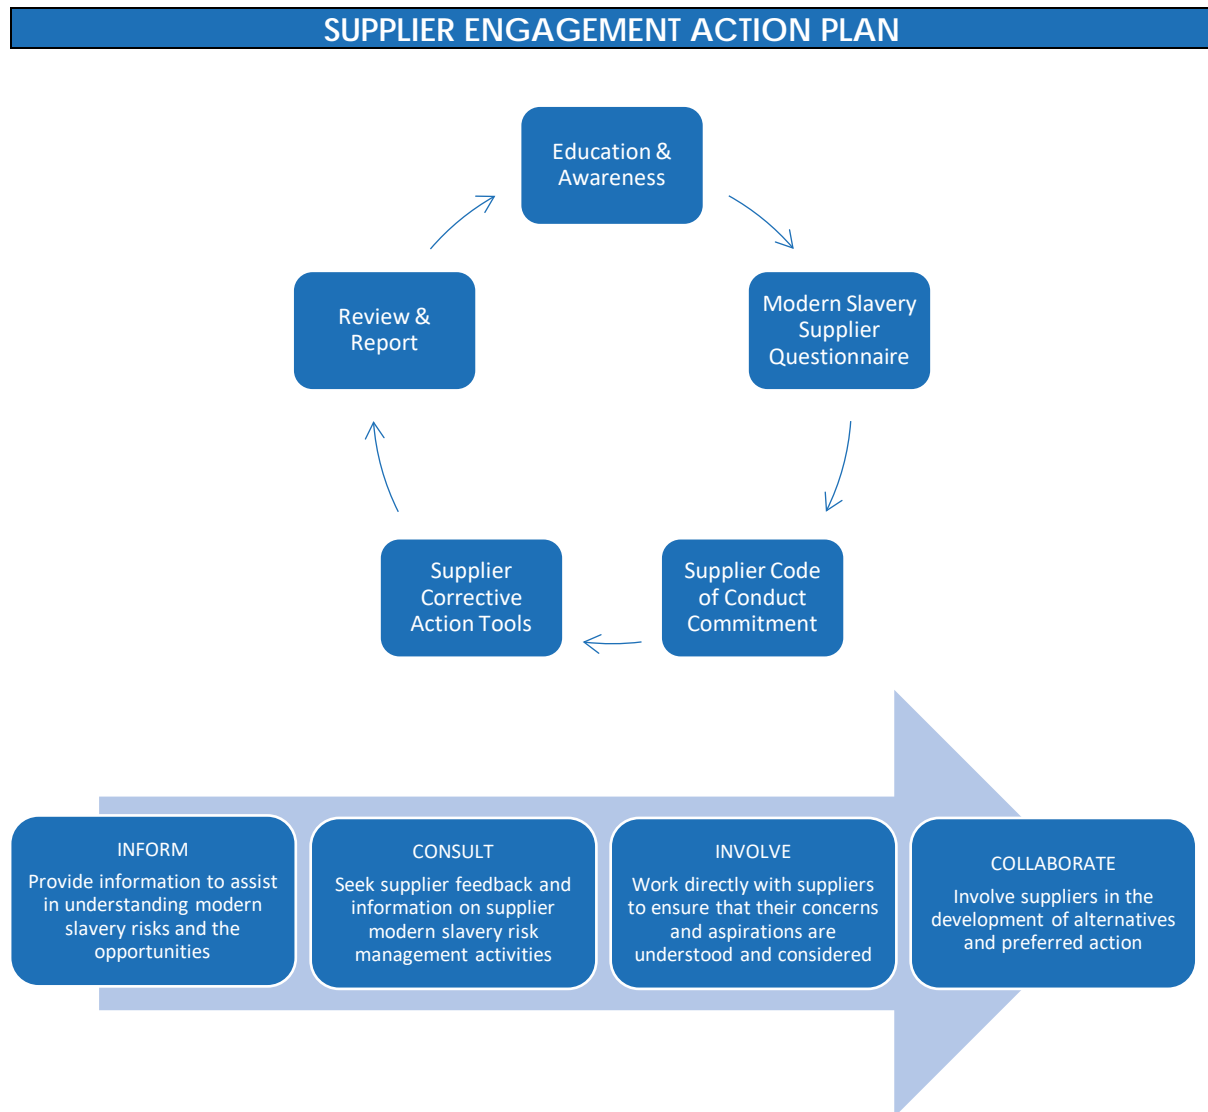 SUPPLIER ENGAGEMENT ACTION PLAN
Education &
Awareness
Modern Slavery
Supplier
Questionnaire
Supplier Code
of Conduct
Commitment
Supplier
Corrective
Action Tools
Review &
Report
INFORM
Provide information to assist
in understanding modern
slavery risks and the
opportunities
CONSULT
Seek supplier feedback and
information on supplier
modern slavery risk
management activities
INVOLVE
Work directly with suppliers
to ensure that their concerns
and aspirations are
understood and considered
COLLABORATE
Involve suppliers in the
development of alternatives
and preferred action